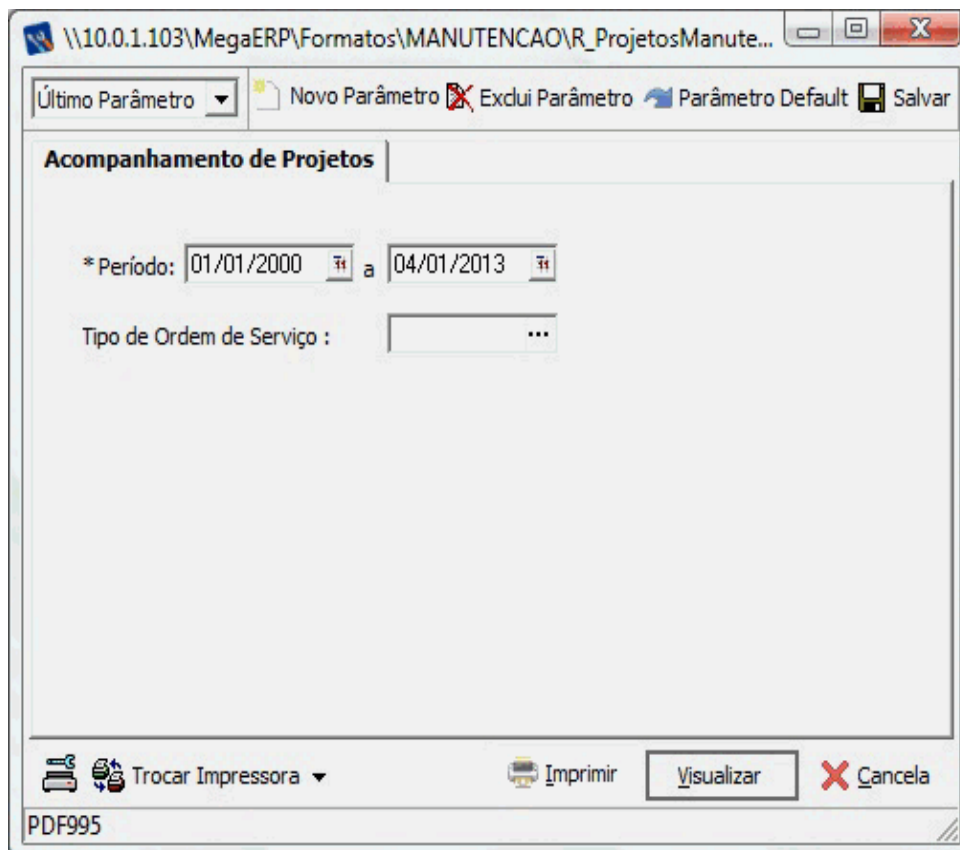 \\10.0.1.103\MegaERP\Formatos\MANUTENCAO\R_ProjetosManute...
Último Parâmetro Novo Parâmetro Exclui Parâmetro Parâmetro Default Salvar
Acompanhamento de Projetos
* Período: 01/01/2000 a 04/01/2013
Tipo de Ordem de Serviço : ...
Trocar Impressora Imprimir Visualizar Cancela
PDF995